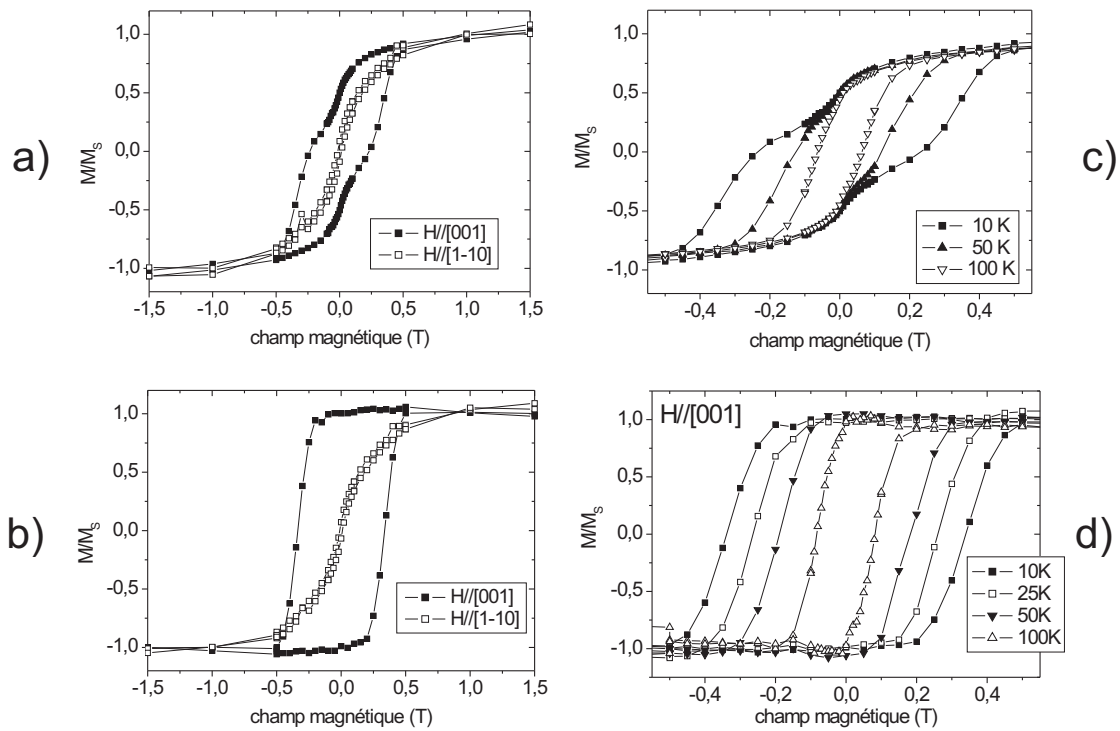 a)
1,0
0,5
0,0
-0,5
-1,0
M/MS
H//[001]
H//[1-10]
-1,5 -1,0 -0,5 0,0 0,5 1,0 1,5
champ magnétique (T)
c)
1,0
0,5
0,0
-0,5
-1,0
M/MS
10 K
50 K
100 K
-0,4 -0,2 0,0 0,2 0,4
champ magnétique (T)
b)
1,0
0,5
0,0
-0,5
-1,0
M/MS
H//[001]
H//[1-10]
-1,5 -1,0 -0,5 0,0 0,5 1,0 1,5
champ magnétique (T)
d)
H//[001]
1,0
0,5
0,0
-0,5
-1,0
M/MS
10K
25K
50K
100K
-0,4 -0,2 0,0 0,2 0,4
champ magnétique (T)